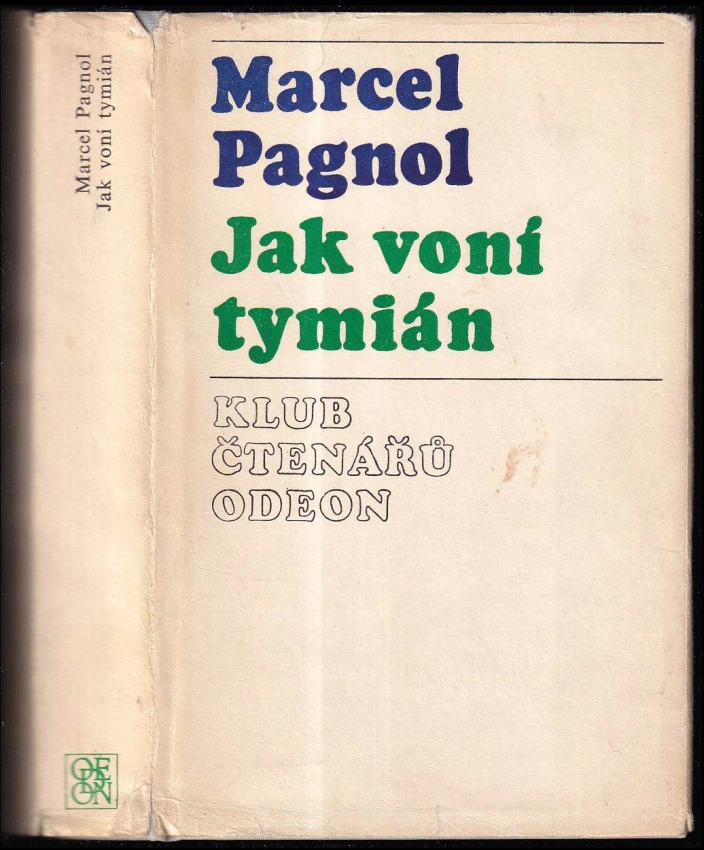 Marcel Pagnol
Jak voní tymián
Marcel
Pagnol
Jak voní
tymián
KLUB
ČTENÁŘŮ
ODEON
ODEON